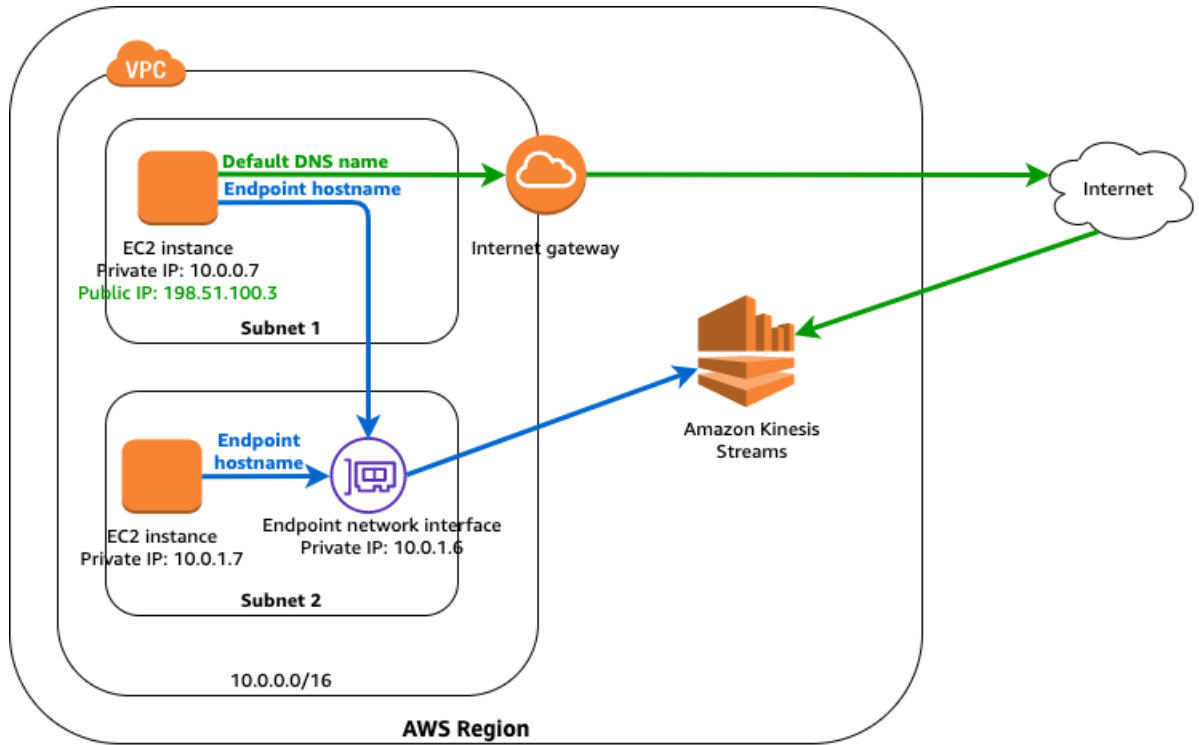 VPC
Default DNS name
Endpoint hostname
EC2 instance
Private IP: 10.0.0.7
Public IP: 198.51.100.3
Subnet 1
Internet gateway
Internet
Amazon Kinesis
Streams
Endpoint
hostname
EC2 instance
Private IP: 10.0.1.7
Endpoint network interface
Private IP: 10.0.1.6
Subnet 2
10.0.0.0/16
AWS Region